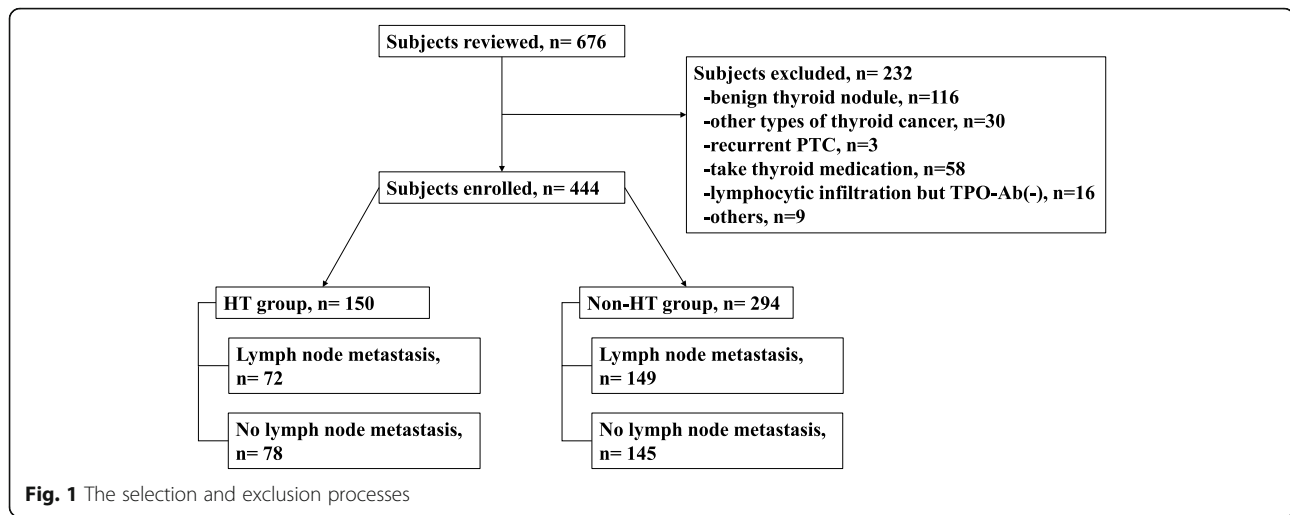 Subjects reviewed, n= 676
Subjects excluded, n= 232
-benign thyroid nodule, n=116
-other types of thyroid cancer, n=30
-recurrent PTC, n=3
-take thyroid medication, n=58
-lymphocytic infiltration but TPO-Ab(-), n=16
-others, n=9
Subjects enrolled, n= 444
HT group, n= 150
Non-HT group, n= 294
Lymph node metastasis,
n= 72
Lymph node metastasis,
n= 149
No lymph node metastasis,
n= 78
No lymph node metastasis,
n= 145
Fig. 1 The selection and exclusion processes